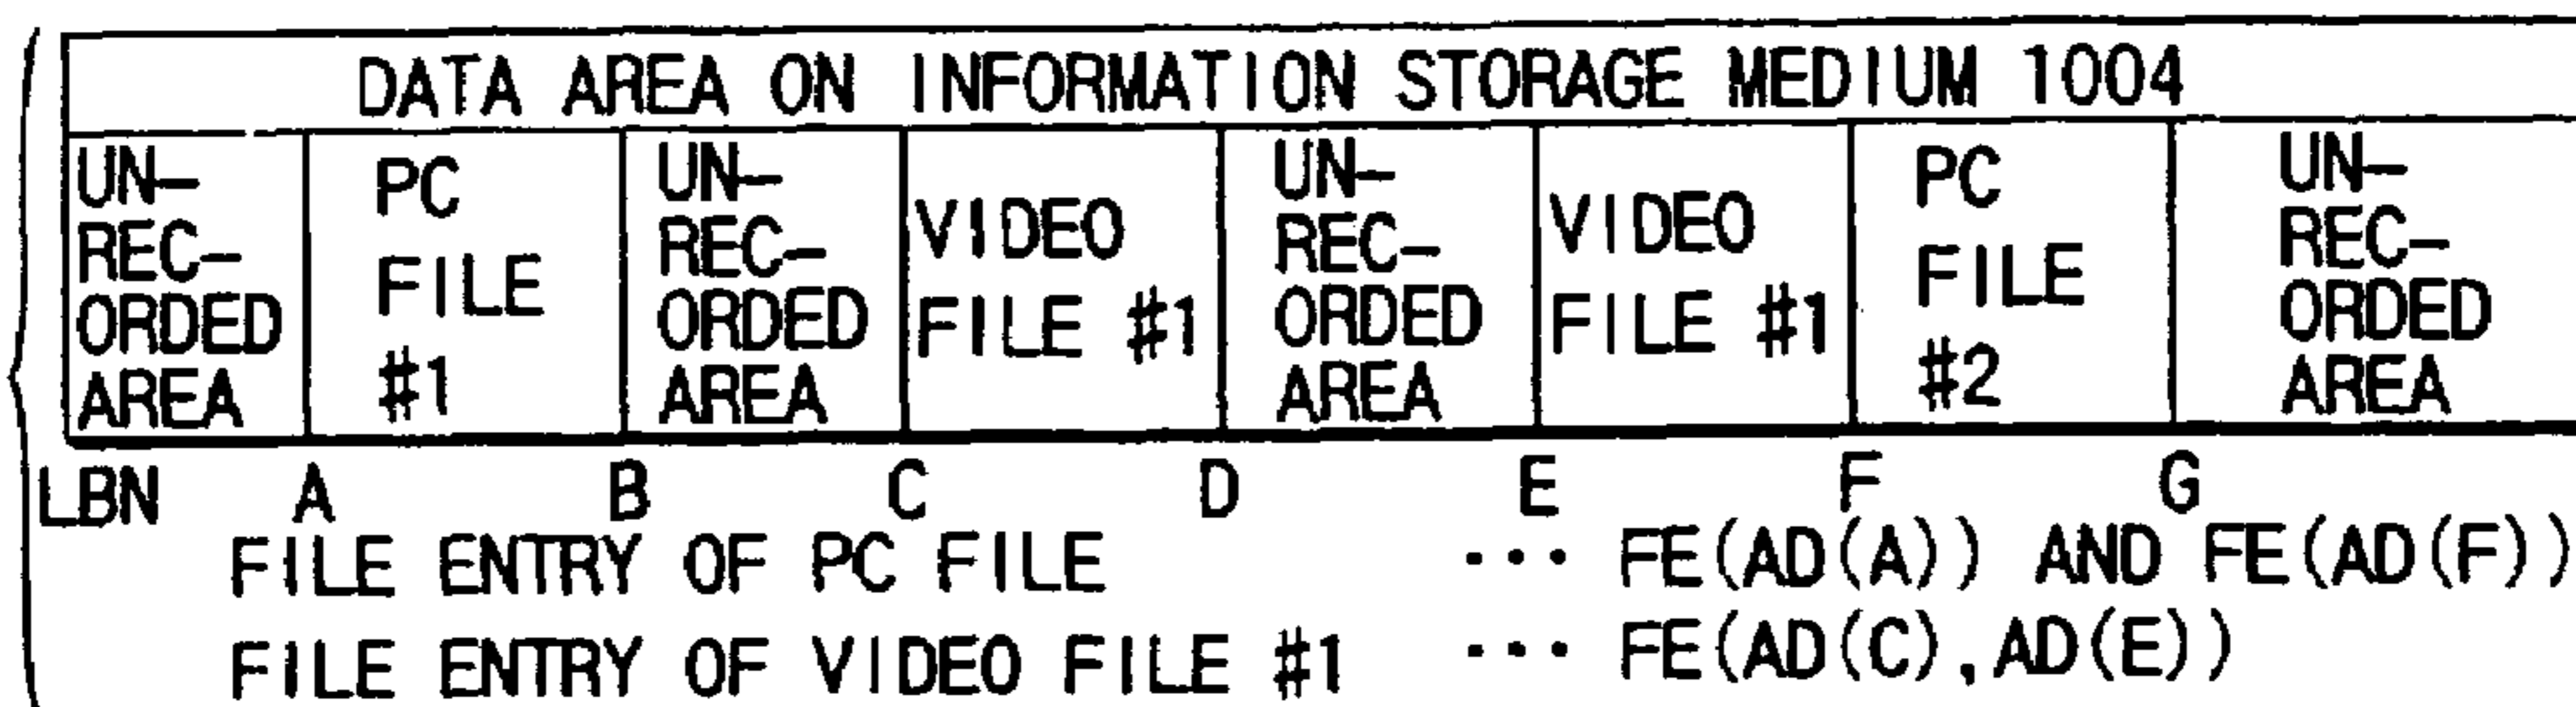 DATA AREA ON INFORMATION STORAGE MEDIUM 1004
UN-
REC-
ORDED
AREA
PC
FILE
#1
UN-
REC-
ORDED
AREA
VIDEO
FILE #1
UN-
REC-
ORDED
AREA
VIDEO
FILE #1
PC
FILE
#2
UN-
REC-
ORDED
AREA
LBN A B C D E F G
FILE ENTRY OF PC FILE ··· FE(AD(A)) AND FE(AD(F))
FILE ENTRY OF VIDEO FILE #1 ··· FE(AD(C),AD(E))